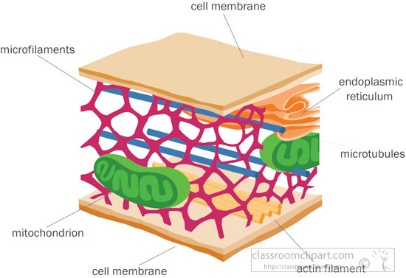 cell membrane
microfilaments
endoplasmic
reticulum
microtubules
mitochondrion
cell membrane
actin filament
classroomclipart.com